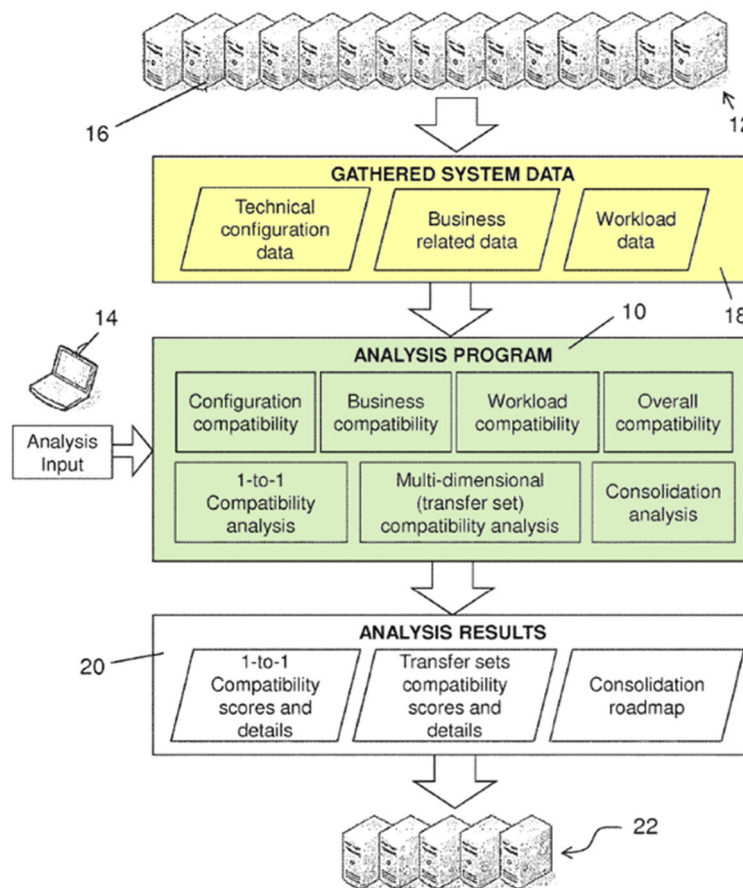 16
12
GATHERED SYSTEM DATA
Technical
configuration
data
Business
related data
Workload
data
18
14
10
ANALYSIS PROGRAM
Configuration
compatibility
Business
compatibility
Workload
compatibility
Overall
compatibility
Analysis
Input
1-to-1
Compatibility
analysis
Multi-dimensional
(transfer set)
compatibility analysis
Consolidation
analysis
ANALYSIS RESULTS
20
1-to-1
Compatibility
scores and
details
Transfer sets
compatibility
scores and
details
Consolidation
roadmap
22